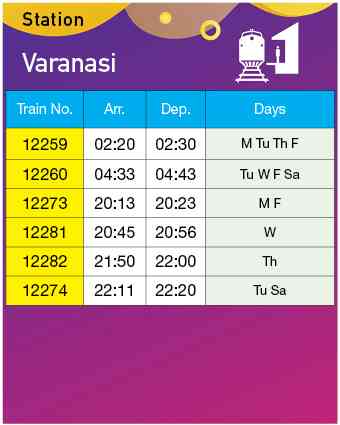 Station
Varanasi
1
Train No. Arr. Dep. Days
12259 02:20 02:30 M Tu Th F
12260 04:33 04:43 Tu W F Sa
12273 20:13 20:23 M F
12281 20:45 20:56 W
12282 21:50 22:00 Th
12274 22:11 22:20 Tu Sa